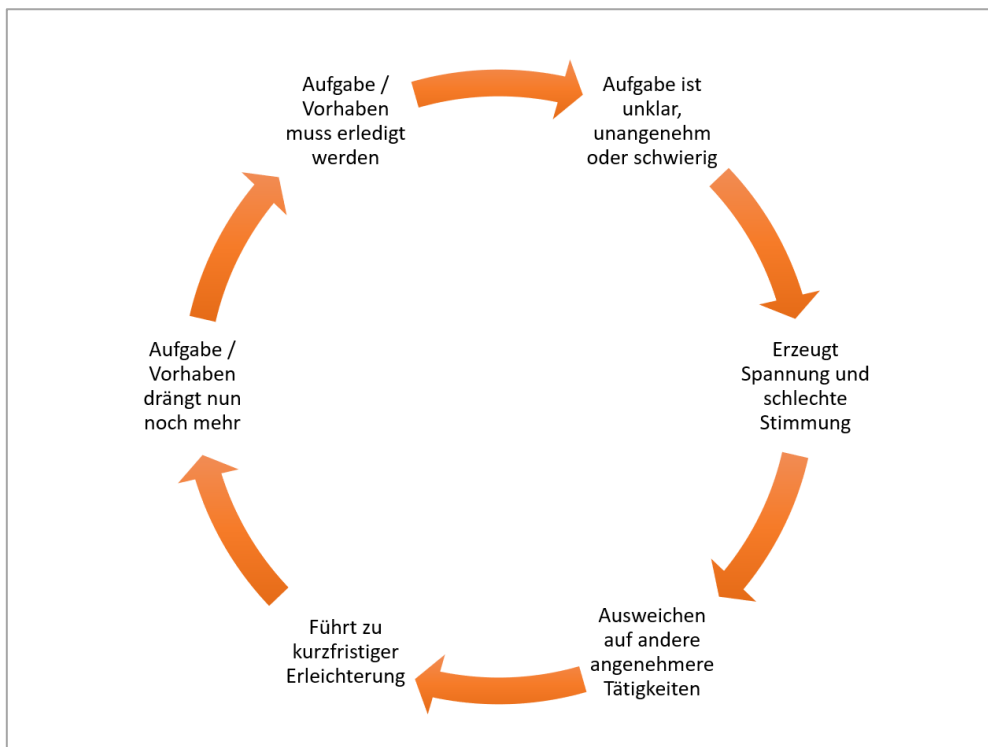 Aufgabe /
Vorhaben
muss erledigt
werden
Aufgabe ist
unklar,
unangenehm
oder schwierig
Erzeugt
Spannung und
schlechte
Stimmung
Ausweichen
auf andere
angenehmere
Tätigkeiten
Führt zu
kurzfristiger
Erleichterung
Aufgabe /
Vorhaben
drängt nun
noch mehr